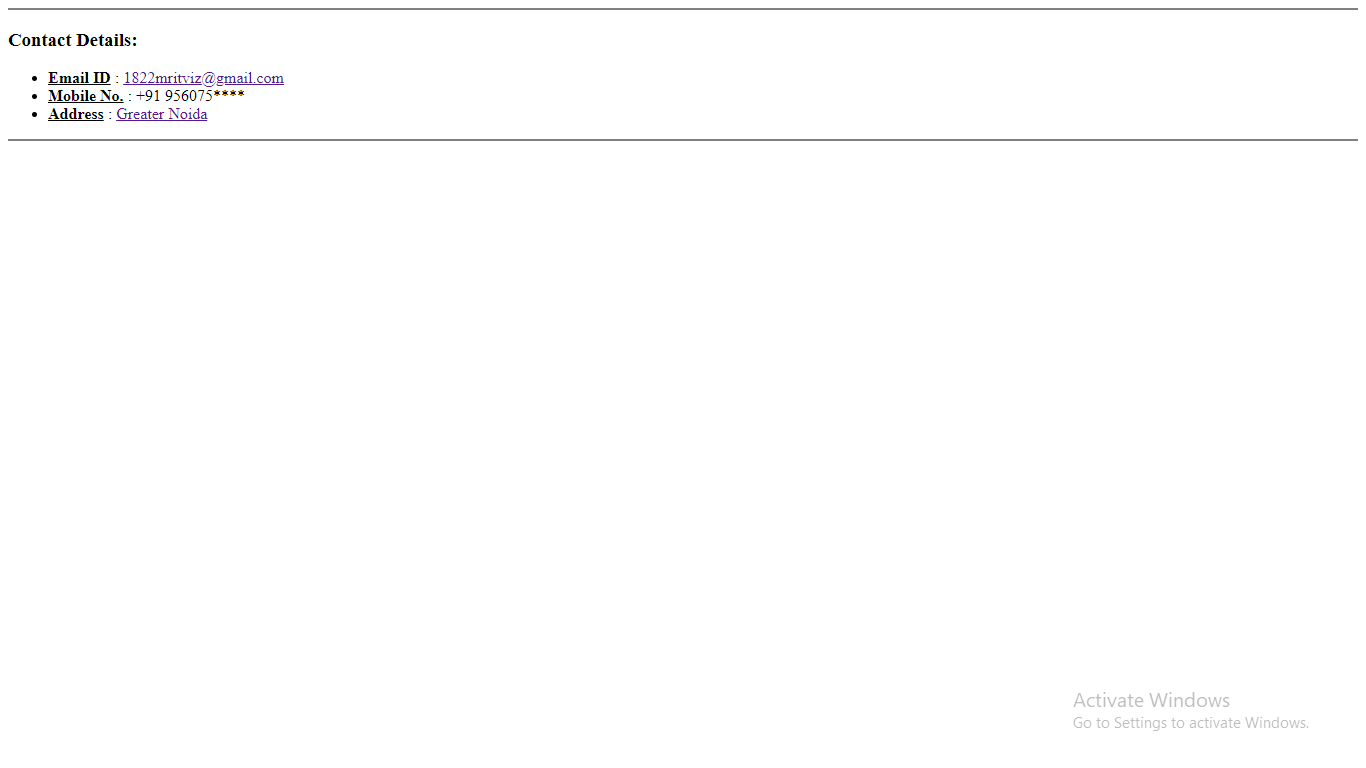 Contact Details:
Email ID : 1822mritviz@gmail.com
Mobile No. : +91 956075****
Address : Greater Noida
Activate Windows
Go to Settings to activate Windows.